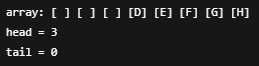 array: [ ] [ ] [ ] [D] [E] [F] [G] [H]
head = 3
tail = 0